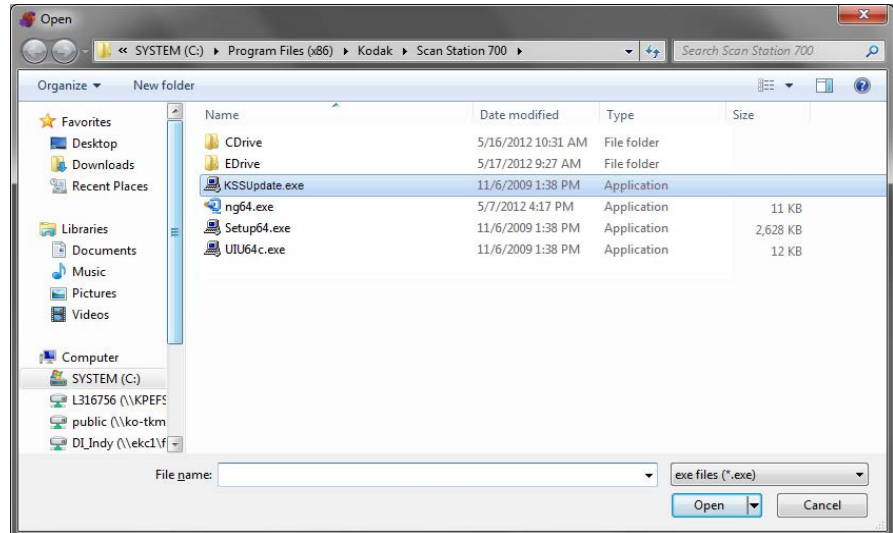 Open
« SYSTEM (C:) ▸ Program Files (x86) ▸ Kodak ▸ Scan Station 700 ▸
Search Scan Station 700
Organize ▾ New folder
Favorites
Desktop
Downloads
Recent Places
Libraries
Documents
Music
Pictures
Videos
Computer
SYSTEM (C:)
L316756 (\\KPEFS
public (\\ko-tkm
DI_Indy (\\ekc1\f
Name Date modified Type Size
CDrive 5/16/2012 10:31 AM File folder
EDrive 5/17/2012 9:27 AM File folder
KSSUpdate.exe 11/6/2009 1:38 PM Application
ng64.exe 5/7/2012 4:17 PM Application 11 KB
Setup64.exe 11/6/2009 1:38 PM Application 2,628 KB
UIU64c.exe 11/6/2009 1:38 PM Application 12 KB
File name:
exe files (*.exe)
Open Cancel